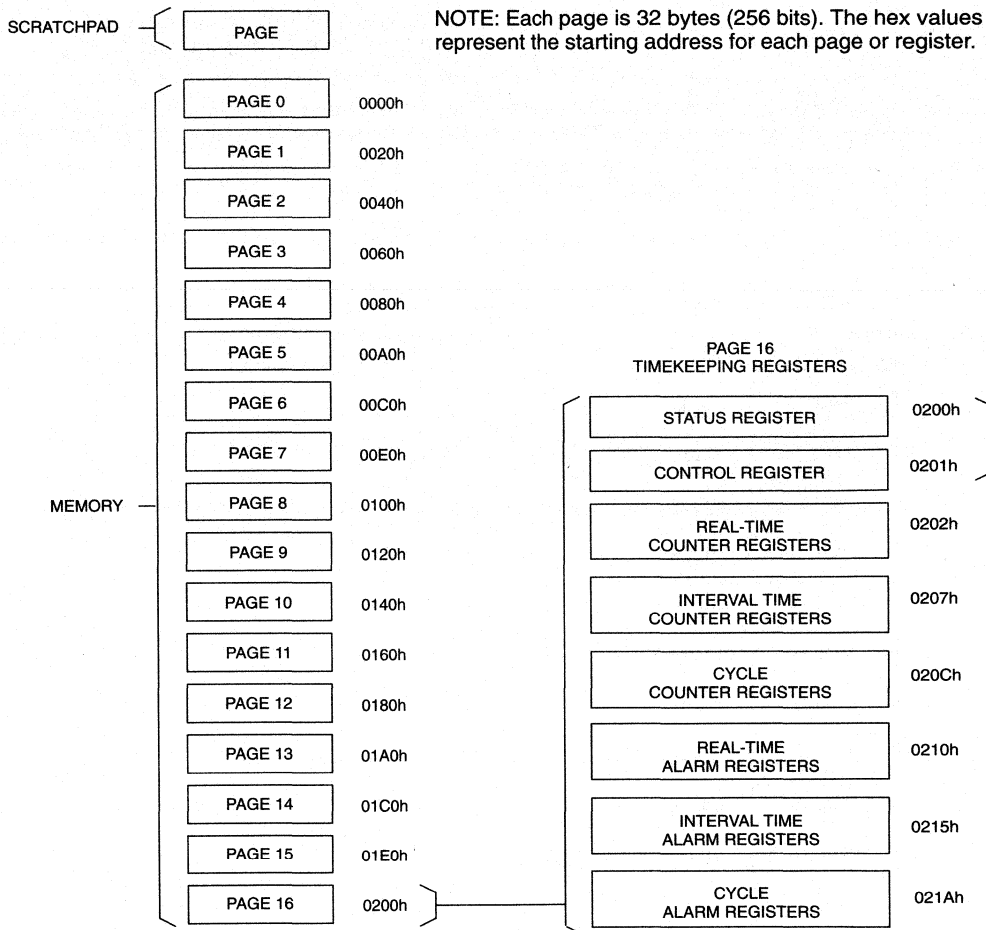 SCRATCHPAD
PAGE
NOTE: Each page is 32 bytes (256 bits). The hex values
represent the starting address for each page or register.
MEMORY
PAGE 0 0000h
PAGE 1 0020h
PAGE 2 0040h
PAGE 3 0060h
PAGE 4 0080h
PAGE 5 00A0h
PAGE 6 00C0h
PAGE 7 00E0h
PAGE 8 0100h
PAGE 9 0120h
PAGE 10 0140h
PAGE 11 0160h
PAGE 12 0180h
PAGE 13 01A0h
PAGE 14 01C0h
PAGE 15 01E0h
PAGE 16 0200h
PAGE 16
TIMEKEEPING REGISTERS
STATUS REGISTER 0200h
CONTROL REGISTER 0201h
REAL-TIME
COUNTER REGISTERS
0202h
INTERVAL TIME
COUNTER REGISTERS
0207h
CYCLE
COUNTER REGISTERS
020Ch
REAL-TIME
ALARM REGISTERS
0210h
INTERVAL TIME
ALARM REGISTERS
0215h
CYCLE
ALARM REGISTERS
021Ah